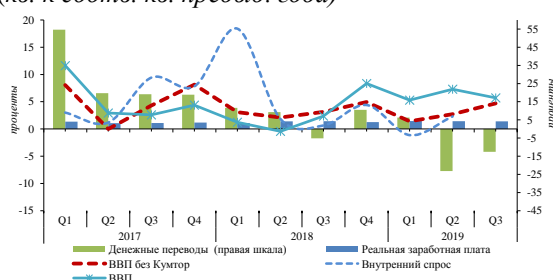 (кв. к соотв. кв. предыд. года)
20
15
10
5
0
-5
-10
-15
проценты
55
45
35
25
15
5
-5
-15
-25
-35
-45
проценты
Q1 Q2 Q3 Q4 Q1 Q2 Q3 Q4 Q1 Q2 Q3
2017 2018 2019
Денежные переводы (правая шкала) Реальная заработная плата
ВВП без Кумтор Внутренний спрос
ВВП